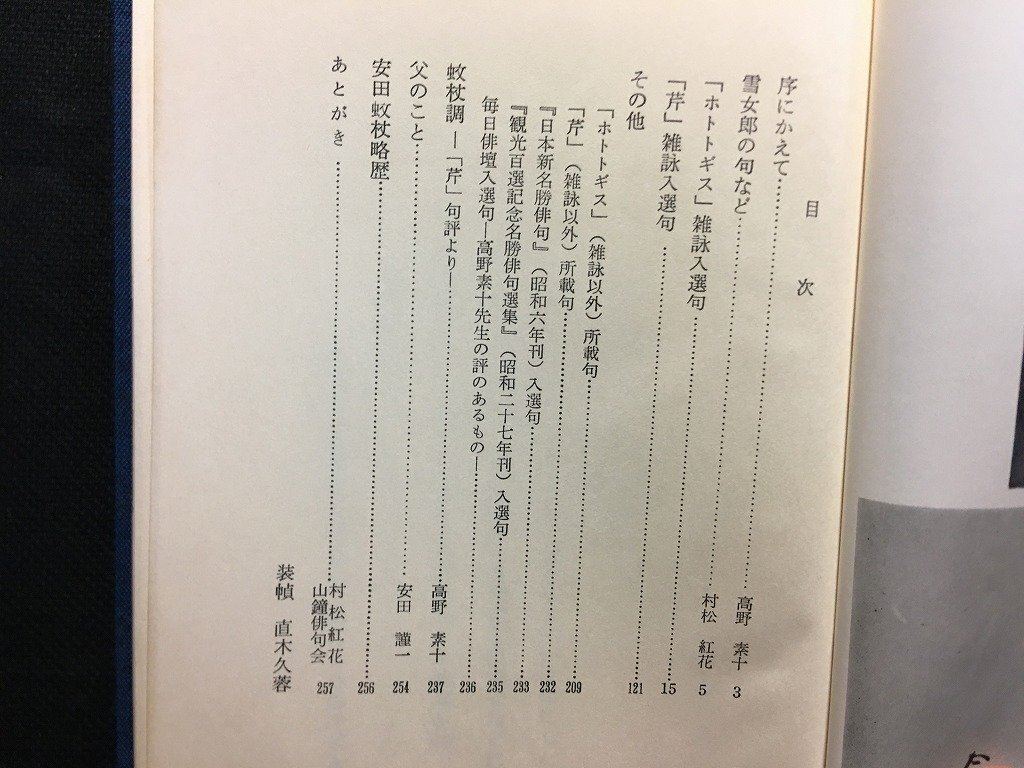 目次
序にかえて……高野 素十 3
雪女郎の句など……村松 紅花 5
「ホトトギス」雑詠入選句……15
「芹」雑詠入選句……121
その他
「ホトトギス」(雑詠以外)所載句……209
「芹」(雑詠以外)所載句……232
『日本新名勝俳句』(昭和六年刊)入選句……233
『観光百選記念名勝俳句選集』(昭和二十七年刊)入選句……235
毎日俳壇入選句―高野素十先生の評のあるもの―……236
蚊杖調―「芹」句評より―……高野 素十 237
父のこと……安田 謹一 254
安田蚊杖略歴……256
あとがき……村松紅花
山鐘俳句会 257
装幀 直木久蓉